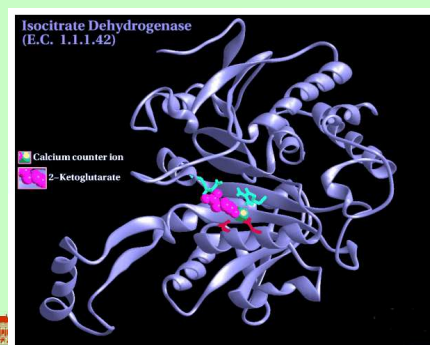 Isocitrate Dehydrogenase
(E.C. 1.1.1.42)
Calcium counter ion
2-Ketoglutarate